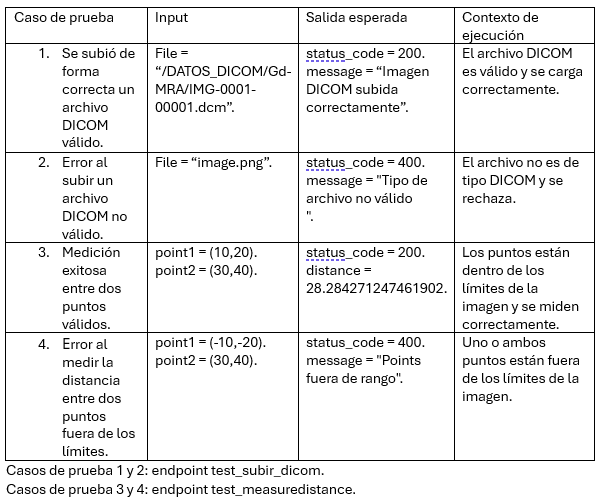 Caso de prueba
Input
Salida esperada
Contexto de
ejecución
1. Se subió de
forma
correcta un
archivo
DICOM
válido.
File =
“/DATOS_DICOM/Gd-
MRA/IMG-0001-
00001.dcm”.
status_code = 200.
message = “Imagen
DICOM subida
correctamente”.
El archivo DICOM
es válido y se carga
correctamente.
2. Error al
subir un
archivo
DICOM no
válido.
File = “image.png”.
status_code = 400.
message = "Tipo de
archivo no válido
".
El archivo no es de
tipo DICOM y se
rechaza.
3. Medición
exitosa
entre dos
puntos
válidos.
point1 = (10,20).
point2 = (30,40).
status_code = 200.
distance =
28.284271247461902.
Los puntos están
dentro de los
límites de la
imagen y se miden
correctamente.
4. Error al
medir la
distancia
entre dos
puntos
fuera de los
límites.
point1 = (-10,-20).
point2 = (30,40).
status_code = 400.
message = "Points
fuera de rango".
Uno o ambos
puntos están fuera
de los límites de la
imagen.
Casos de prueba 1 y 2: endpoint test_subir_dicom.
Casos de prueba 3 y 4: endpoint test_measuredistance.